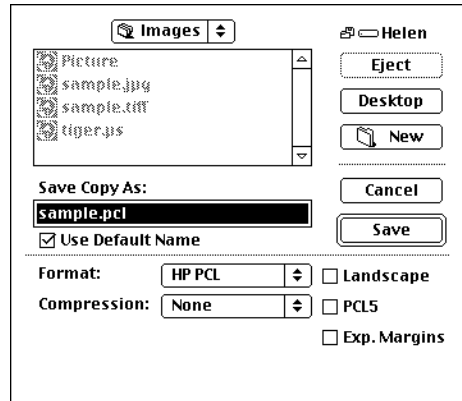 Images
Helen
Picture
sample.jpg
sample.tiff
tiger.ps
Eject
Desktop
New
Save Copy As:
sample.pcl
Use Default Name
Cancel
Save
Format: HP PCL
Landscape
Compression: None
PCL5
Exp. Margins